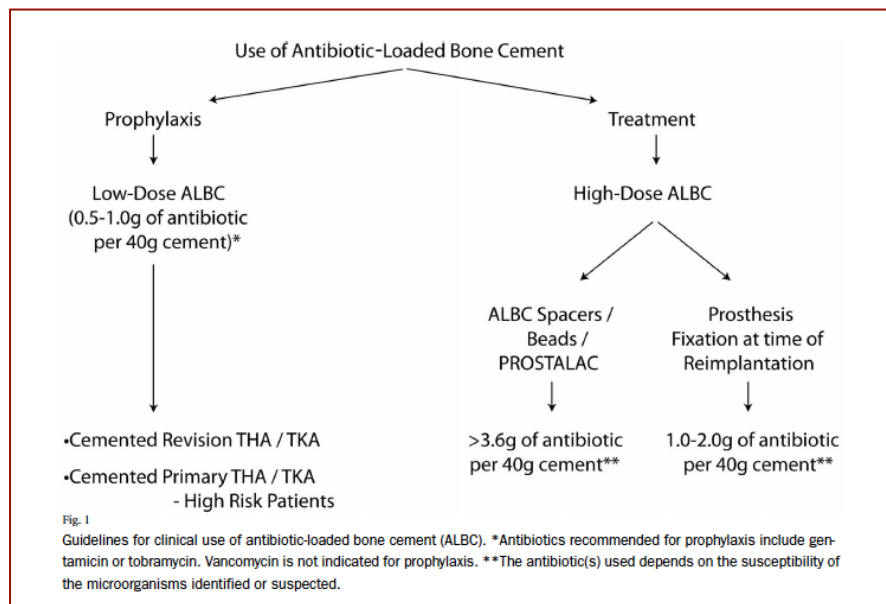 Use of Antibiotic-Loaded Bone Cement
Prophylaxis
Treatment
Low-Dose ALBC
(0.5-1.0g of antibiotic
per 40g cement)*
High-Dose ALBC
ALBC Spacers /
Beads /
PROSTALAC
Prosthesis
Fixation at time of
Reimplantation
•Cemented Revision THA / TKA
•Cemented Primary THA / TKA
- High Risk Patients
>3.6g of antibiotic
per 40g cement**
1.0-2.0g of antibiotic
per 40g cement**
Fig. 1
Guidelines for clinical use of antibiotic-loaded bone cement (ALBC). *Antibiotics recommended for prophylaxis include gen-
tamicin or tobramycin. Vancomycin is not indicated for prophylaxis. **The antibiotic(s) used depends on the susceptibility of
the microorganisms identified or suspected.